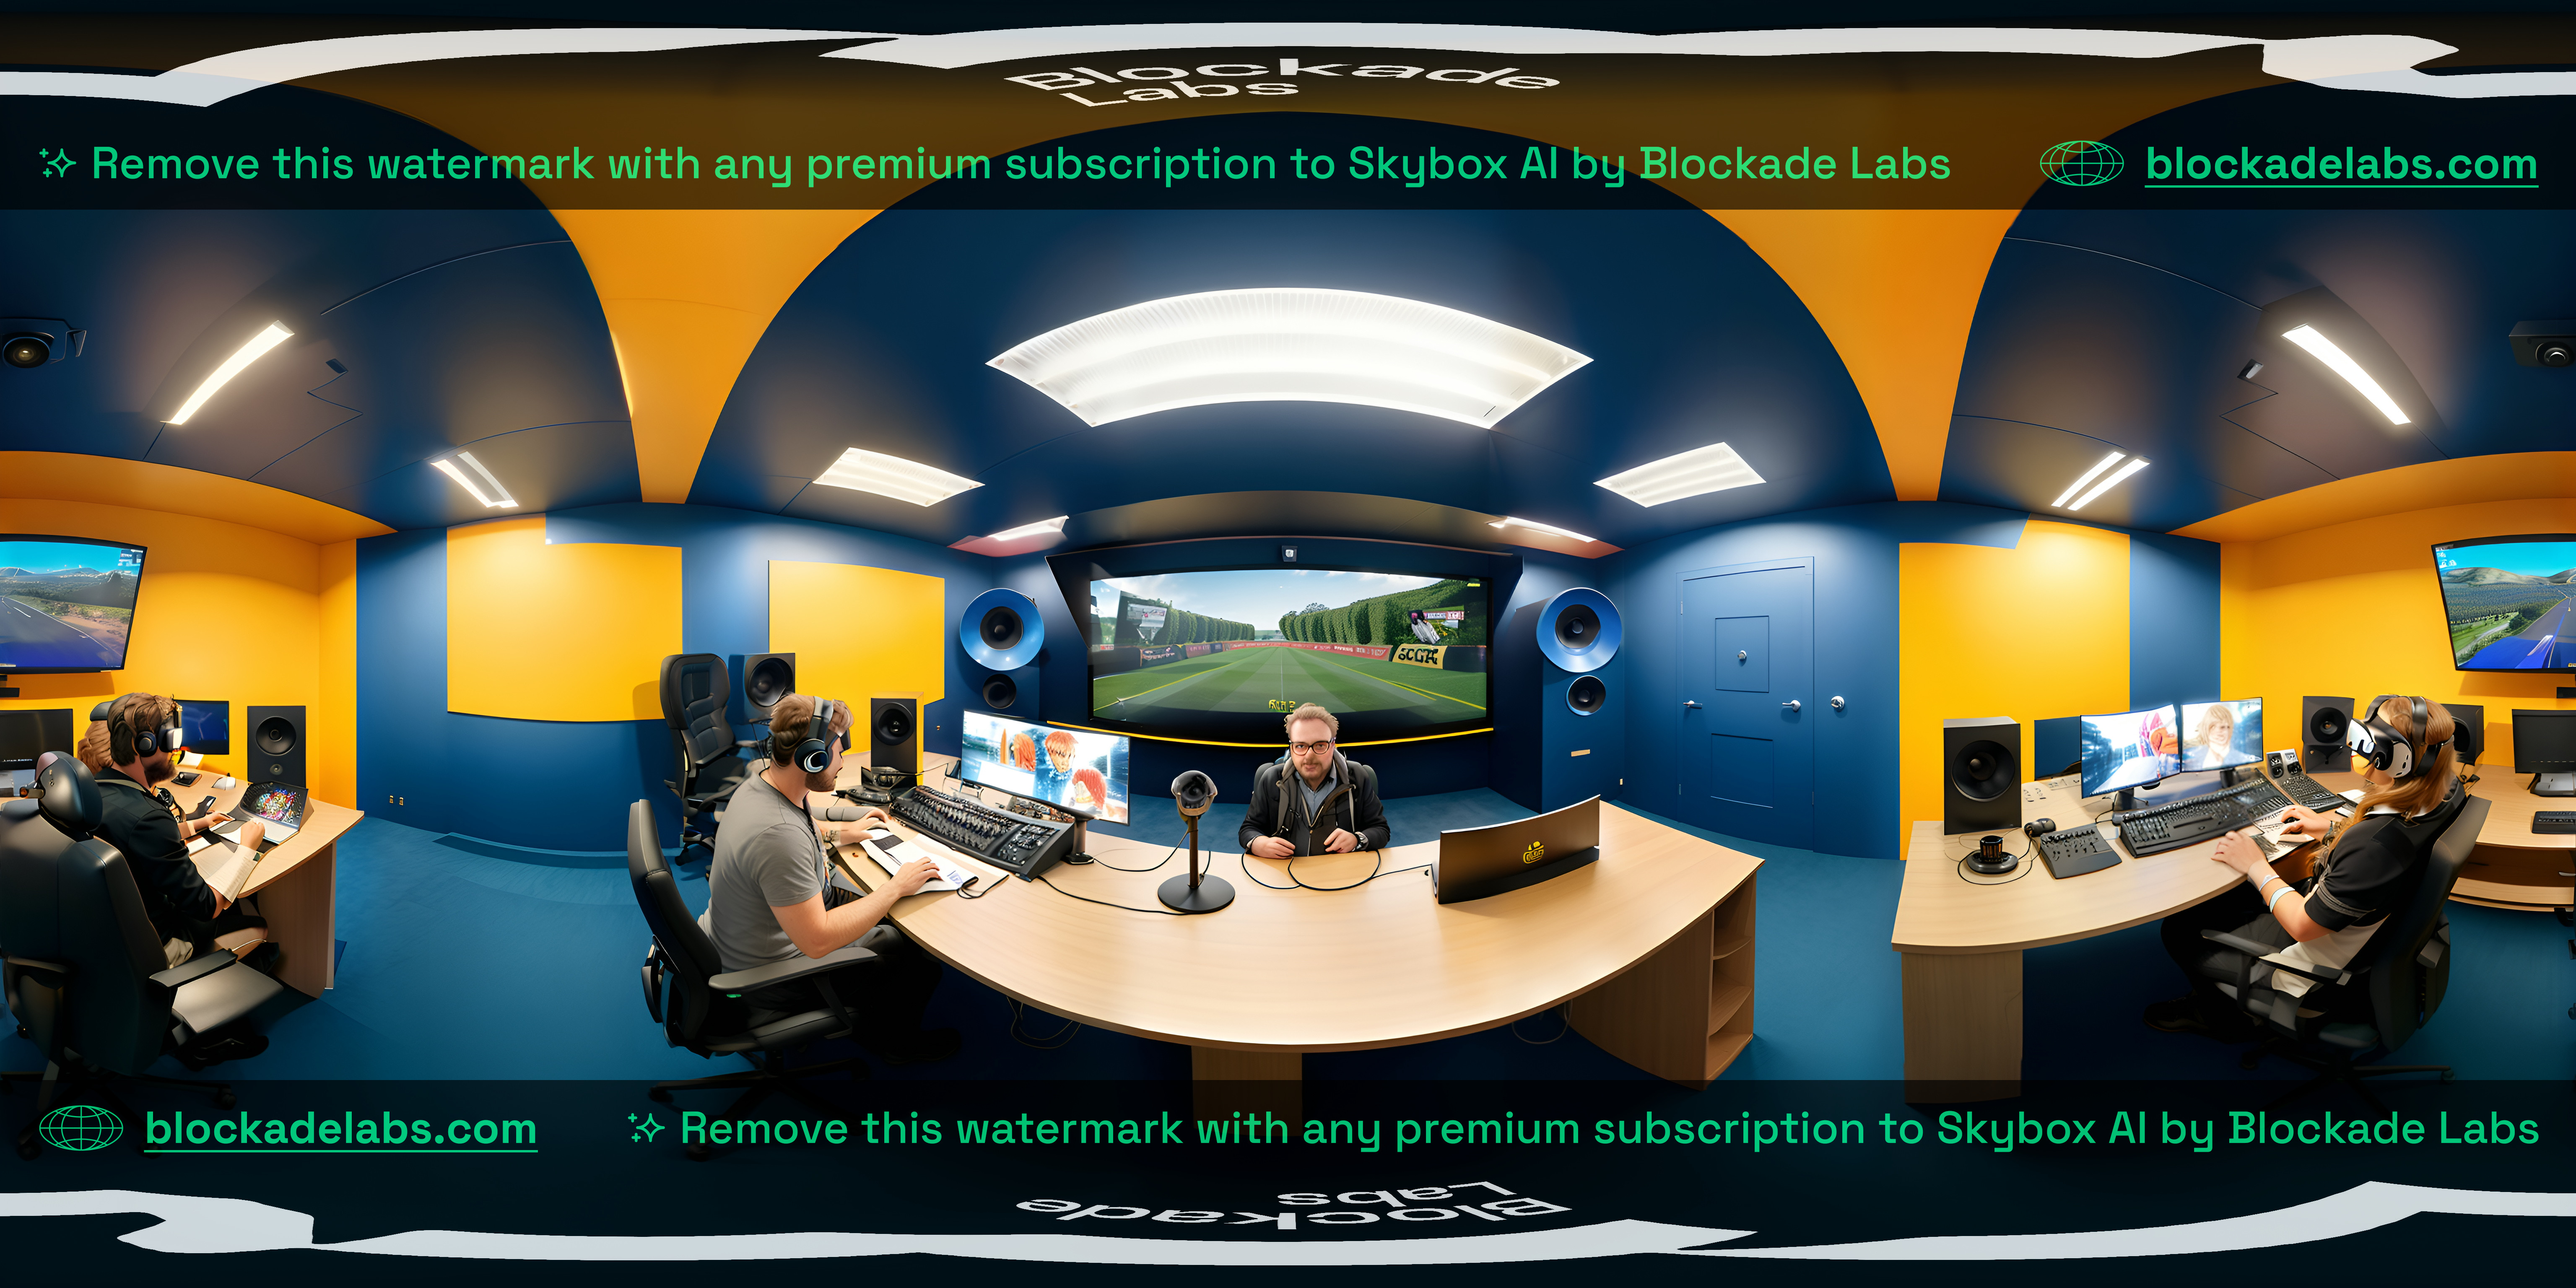 Blockade
Labs
Remove this watermark with any premium subscription to Skybox AI by Blockade Labs
blockadelabs.com
blockadelabs.com
Remove this watermark with any premium subscription to Skybox AI by Blockade Labs
Labs
Blockade